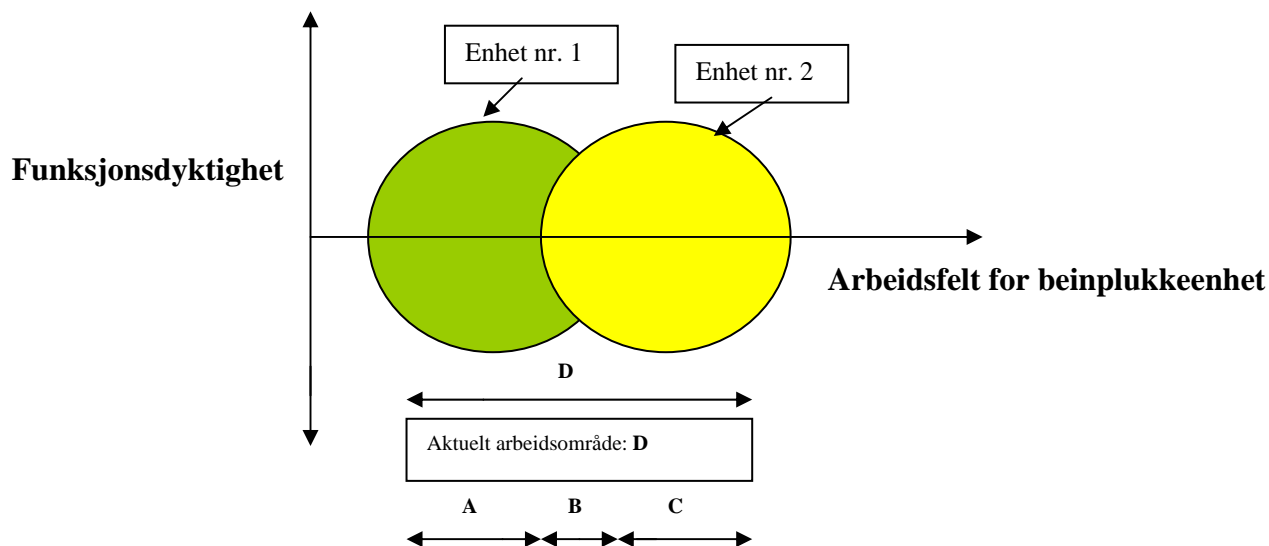 Enhet nr. 1
Enhet nr. 2
Funksjonsdyktighet
Arbeidsfelt for beinplukkeenhet
D
Aktuelt arbeidsområde: D
A B C